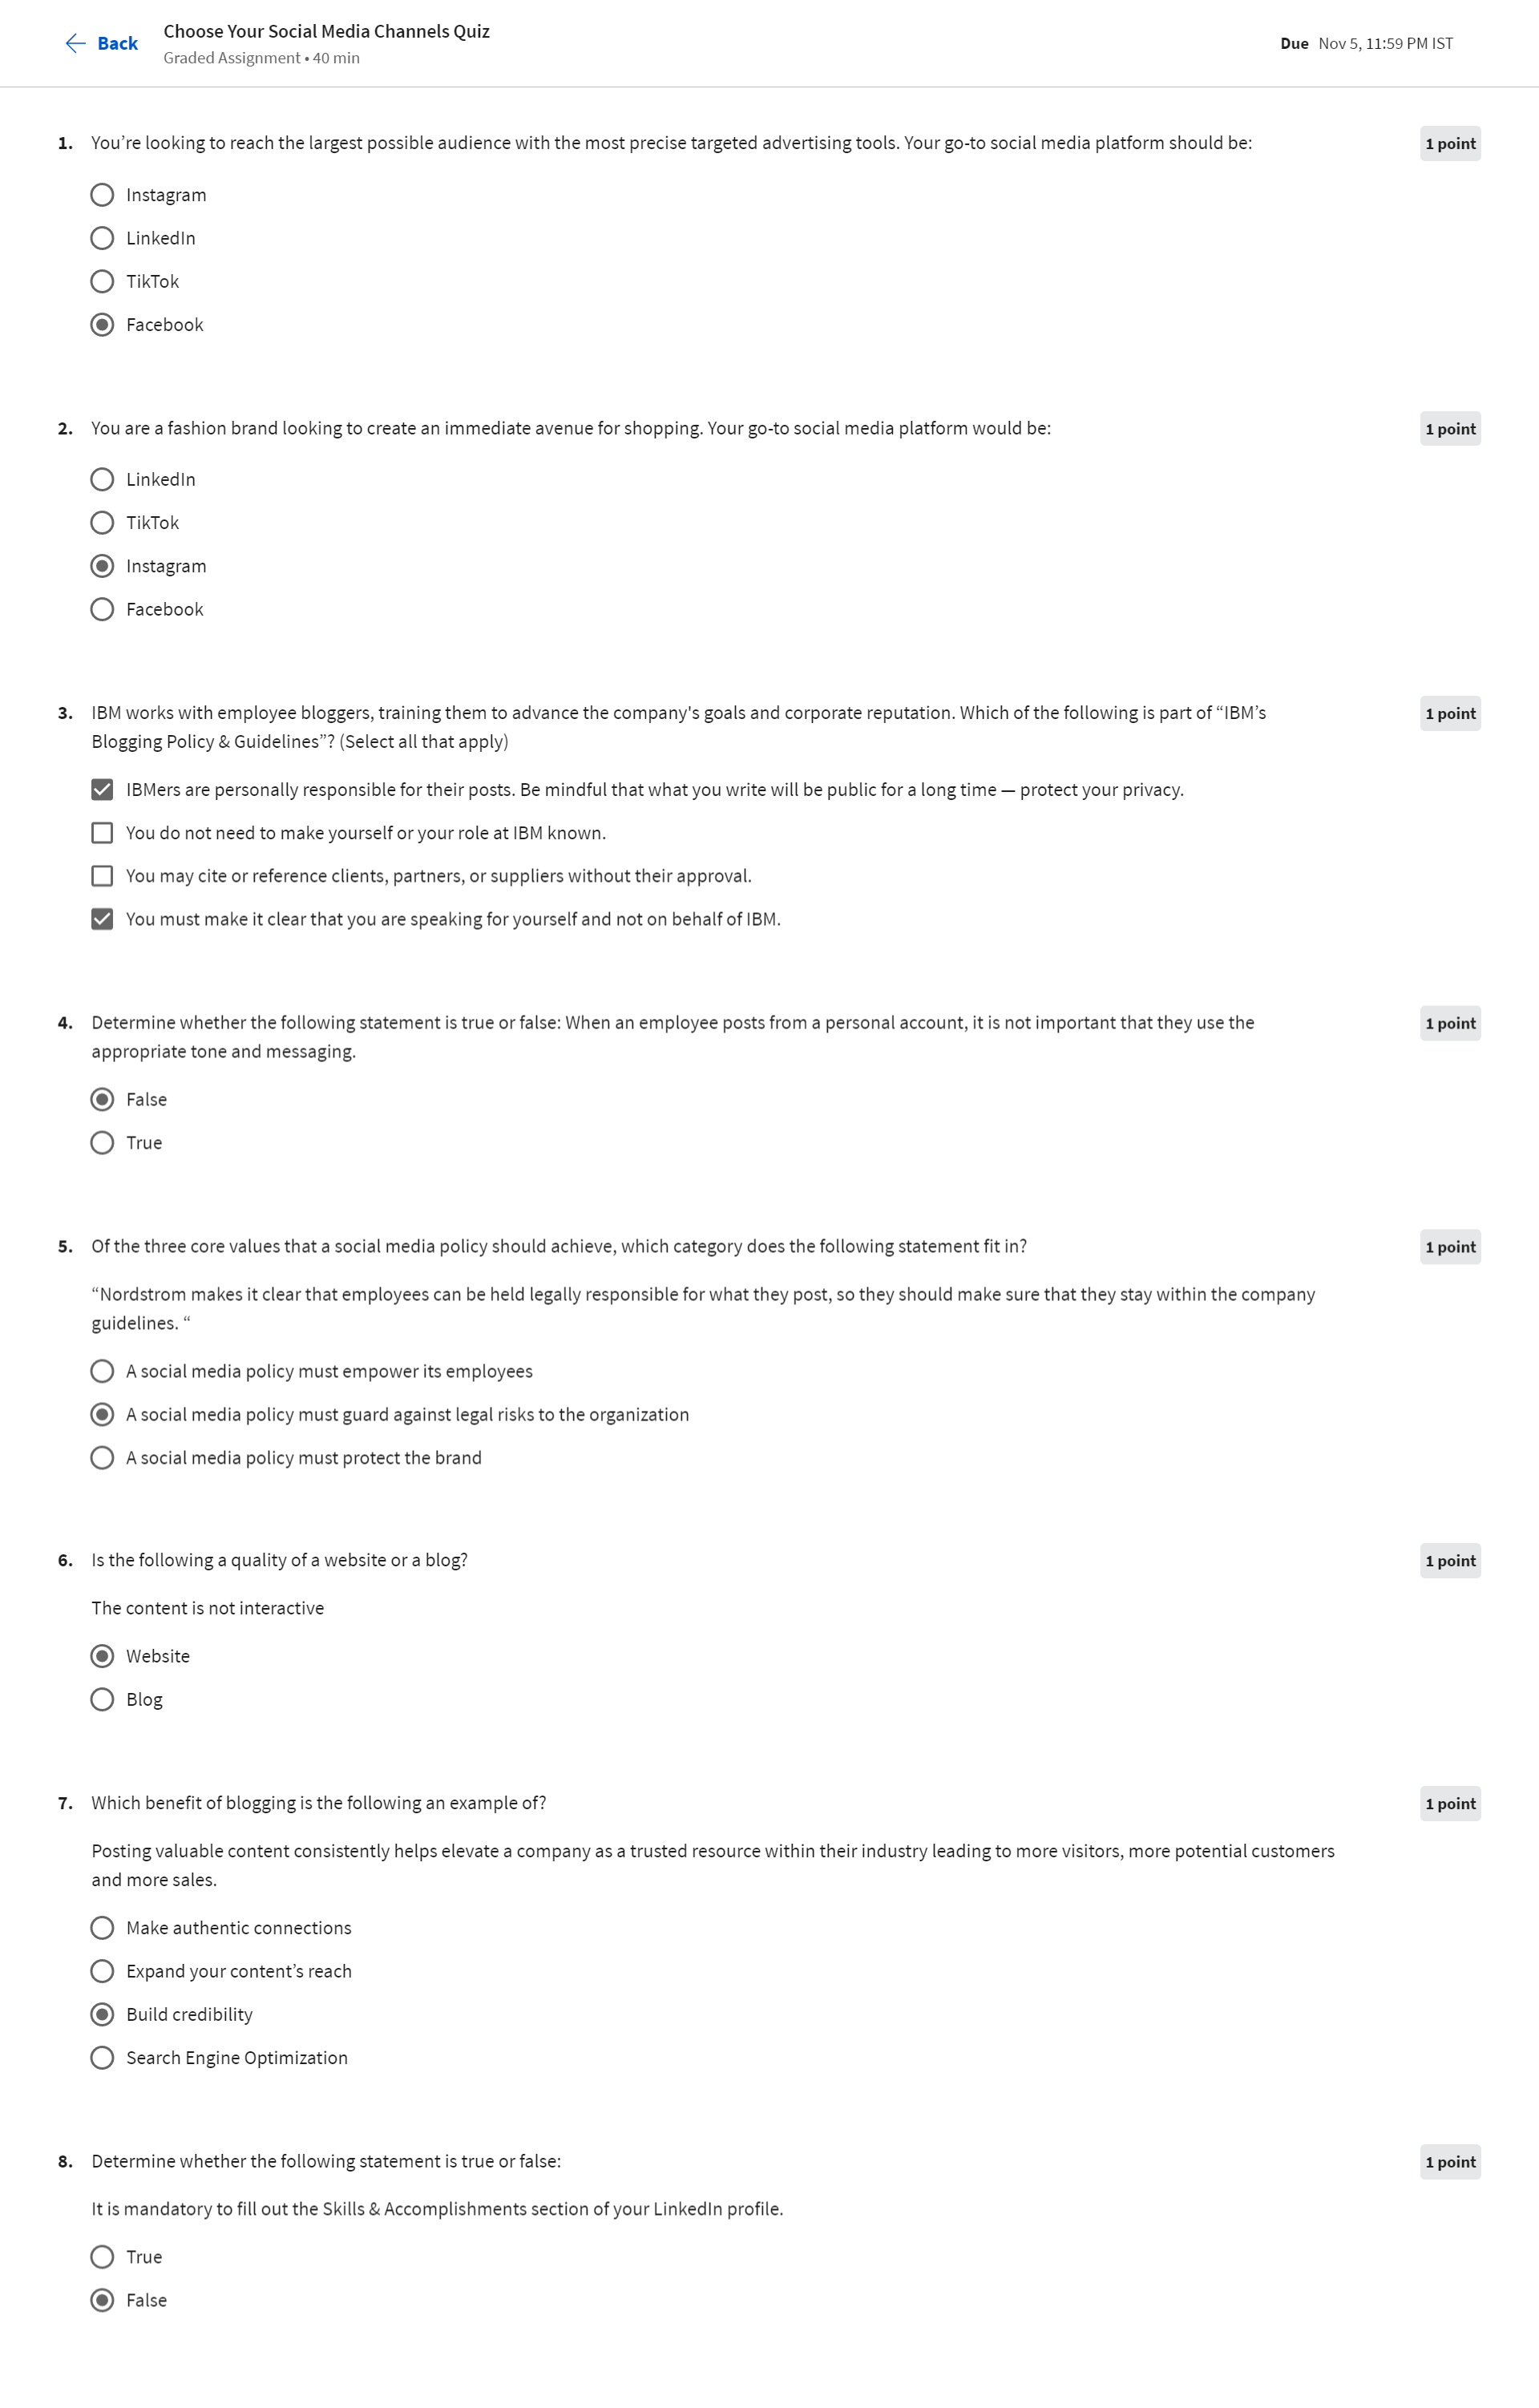 Back
Choose Your Social Media Channels Quiz
Graded Assignment • 40 min
Due Nov 5, 11:59 PM IST
1. You’re looking to reach the largest possible audience with the most precise targeted advertising tools. Your go-to social media platform should be:
1 point
Instagram
LinkedIn
TikTok
Facebook
2. You are a fashion brand looking to create an immediate avenue for shopping. Your go-to social media platform would be:
1 point
LinkedIn
TikTok
Instagram
Facebook
3. IBM works with employee bloggers, training them to advance the company's goals and corporate reputation. Which of the following is part of “IBM’s
Blogging Policy & Guidelines”? (Select all that apply)
1 point
IBMers are personally responsible for their posts. Be mindful that what you write will be public for a long time — protect your privacy.
You do not need to make yourself or your role at IBM known.
You may cite or reference clients, partners, or suppliers without their approval.
You must make it clear that you are speaking for yourself and not on behalf of IBM.
4. Determine whether the following statement is true or false: When an employee posts from a personal account, it is not important that they use the
appropriate tone and messaging.
1 point
False
True
5. Of the three core values that a social media policy should achieve, which category does the following statement fit in?
1 point
“Nordstrom makes it clear that employees can be held legally responsible for what they post, so they should make sure that they stay within the company
guidelines. “
A social media policy must empower its employees
A social media policy must guard against legal risks to the organization
A social media policy must protect the brand
6. Is the following a quality of a website or a blog?
1 point
The content is not interactive
Website
Blog
7. Which benefit of blogging is the following an example of?
1 point
Posting valuable content consistently helps elevate a company as a trusted resource within their industry leading to more visitors, more potential customers
and more sales.
Make authentic connections
Expand your content’s reach
Build credibility
Search Engine Optimization
8. Determine whether the following statement is true or false:
1 point
It is mandatory to fill out the Skills & Accomplishments section of your LinkedIn profile.
True
False